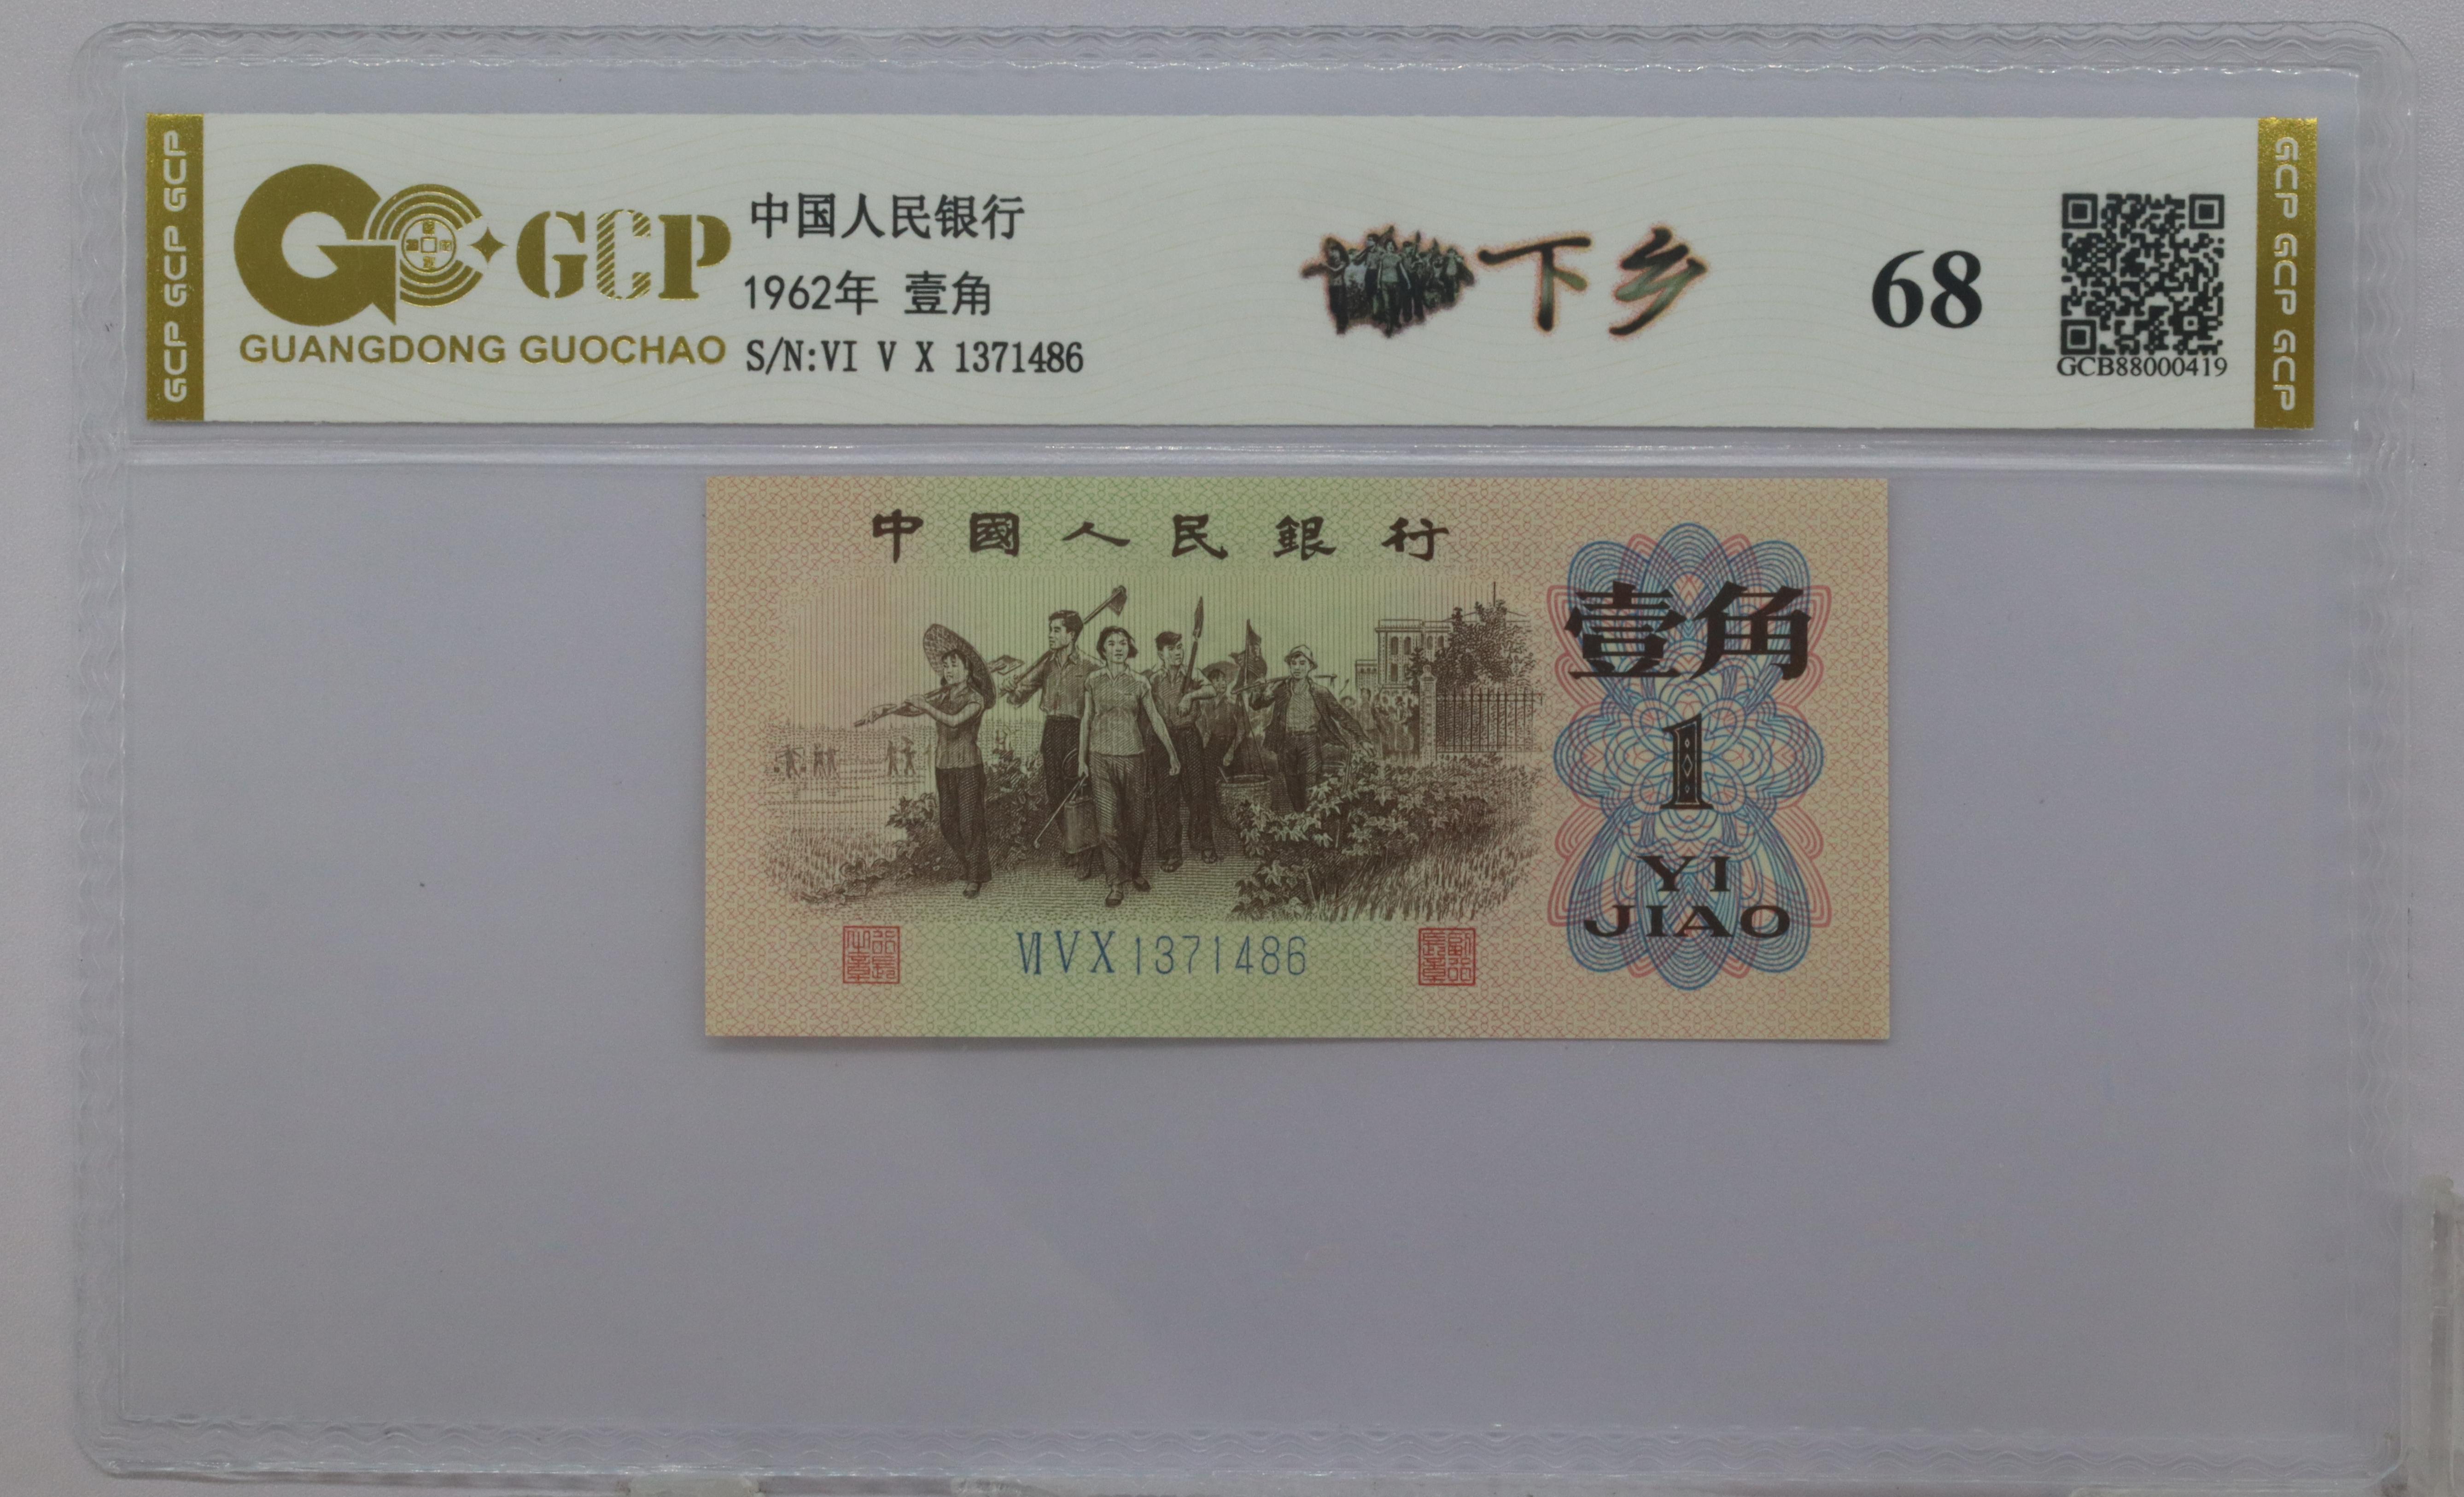 GCP GCP GCP
GCP
GUANGDONG GUOCHAO
中国人民银行
1962年 壹角
S/N:VI V X 1371486
下乡
68
GCB88000419
GCP GCP GCP
中國人民銀行
壹角
1
YI
JIAO
VI V X 1371486